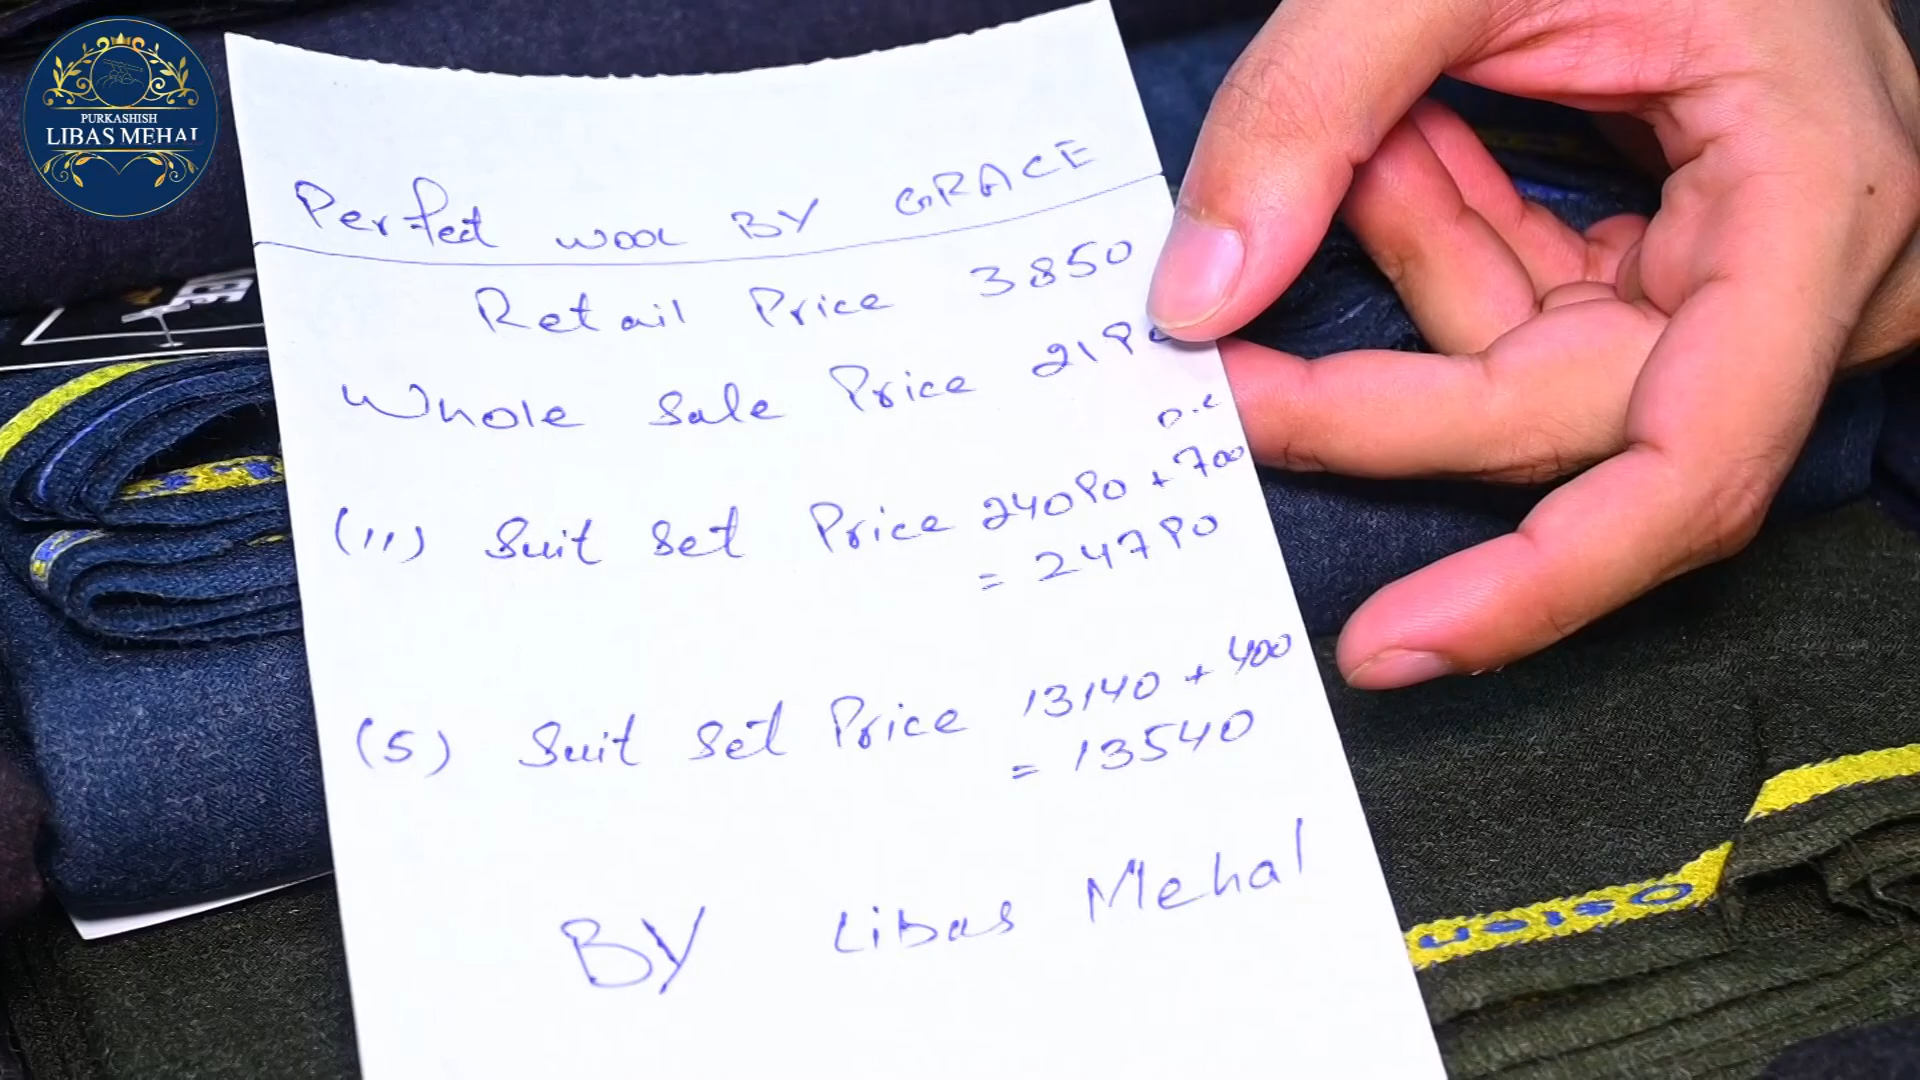 PURKASHISH
LIBAS MEHAL
Perfect wool BY GRACE
Retail Price 3850
Whole Sale Price 2190
D.C
(11) Suit Set Price 24090 + 700
= 24790
(5) Suit Set Price 13140 + 400
= 13540
BY Libas Mehal